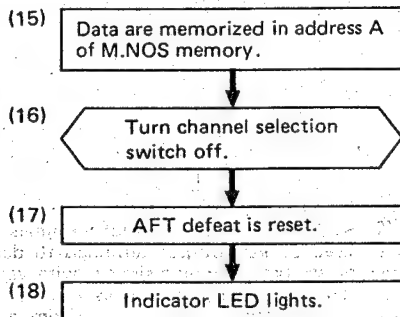 (15) Data are memorized in address A
of M.NOS memory.
(16) Turn channel selection
switch off.
(17) AFT defeat is reset.
(18) Indicator LED lights.